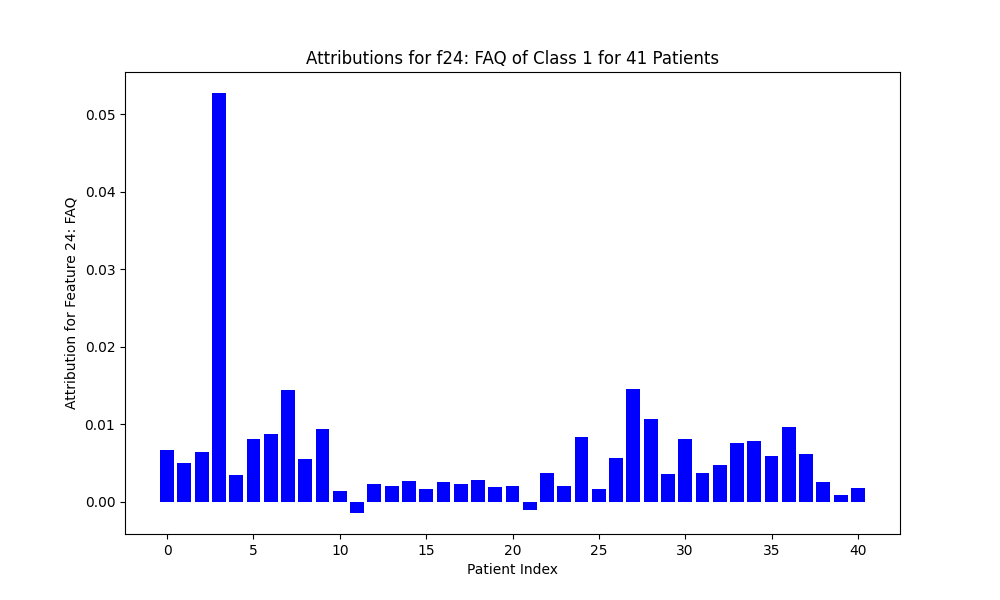 Attributions for f24: FAQ of Class 1 for 41 Patients
Attribution for Feature 24: FAQ
0.05
0.04
0.03
0.02
0.01
0.00
0 5 10 15 20 25 30 35 40
Patient Index